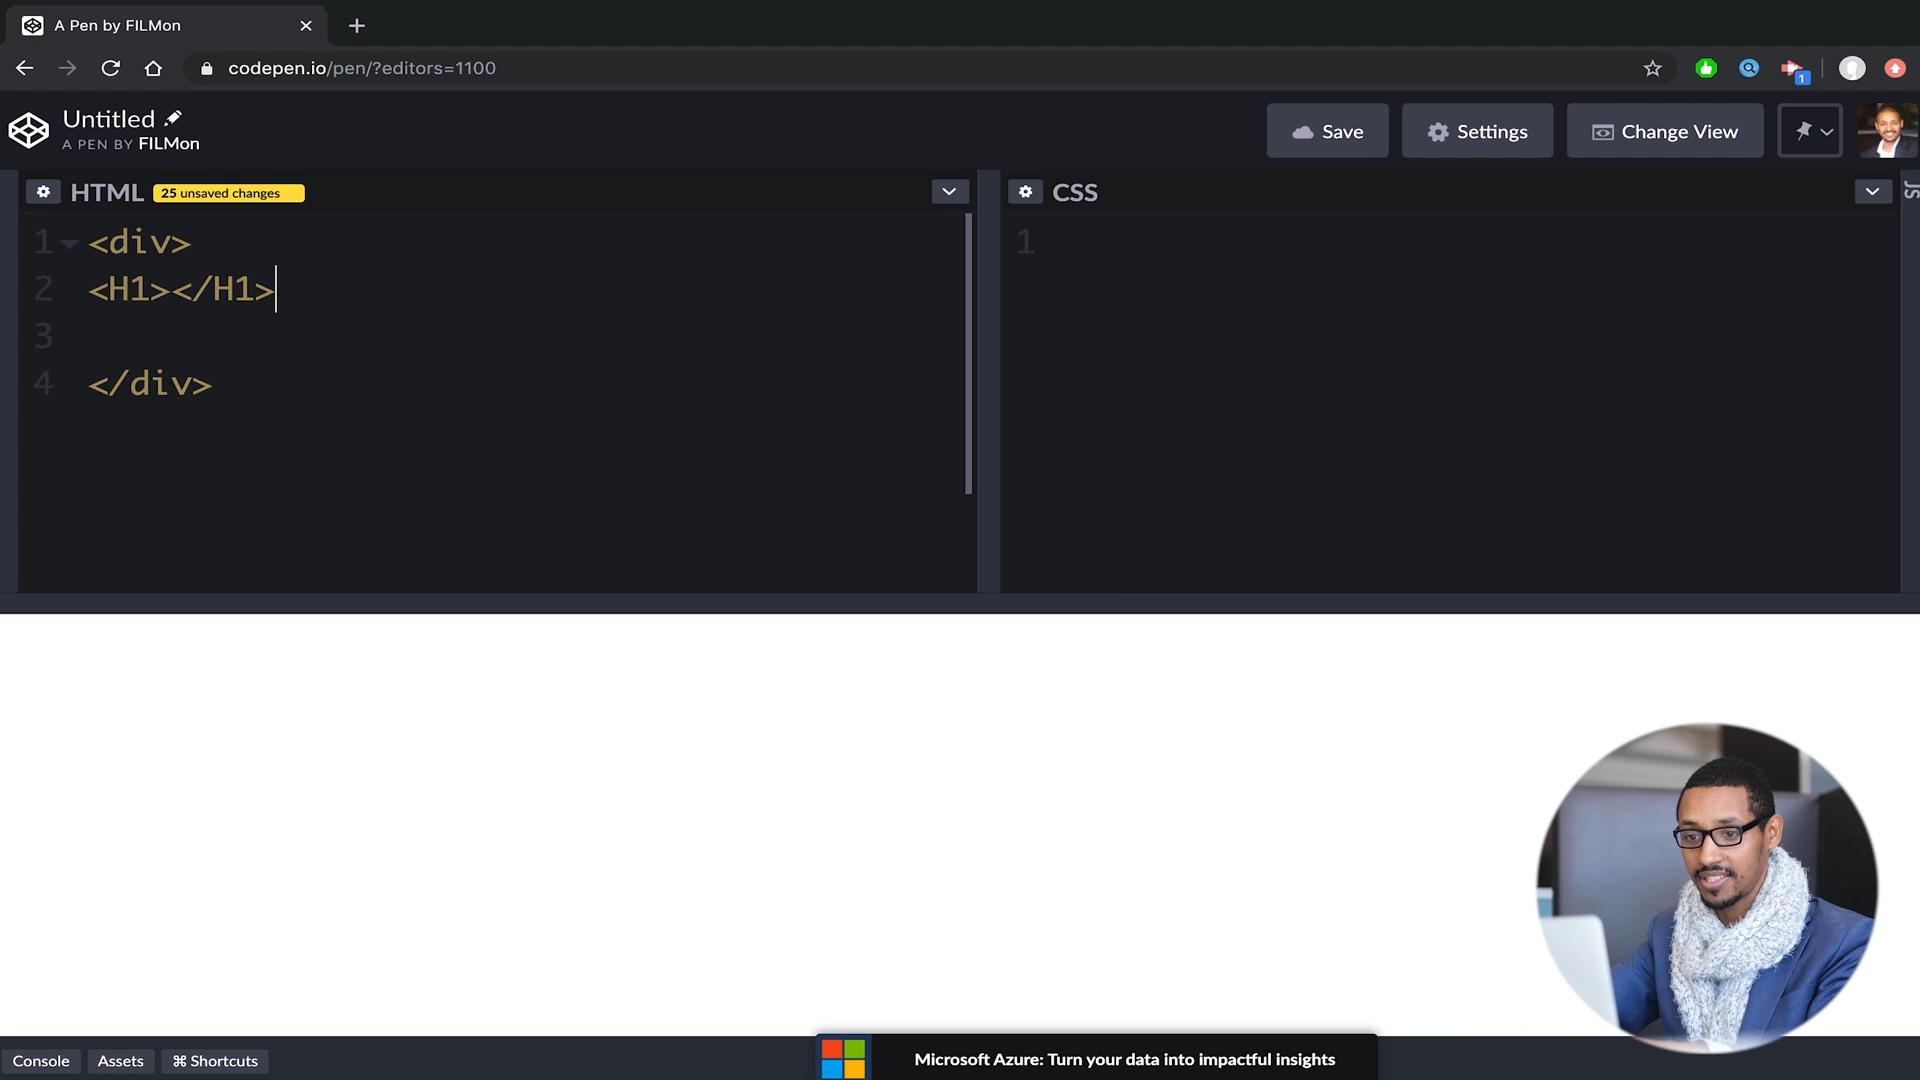 A Pen by FILMon
codepen.io/pen/?editors=1100
1
Untitled
A PEN BY FILMon
Save
Settings
Change View
HTML
25 unsaved changes
CSS
JS
1 <div>
2 <H1></H1>
3
4 </div>
1
Console
Assets
⌘ Shortcuts
Microsoft Azure: Turn your data into impactful insights